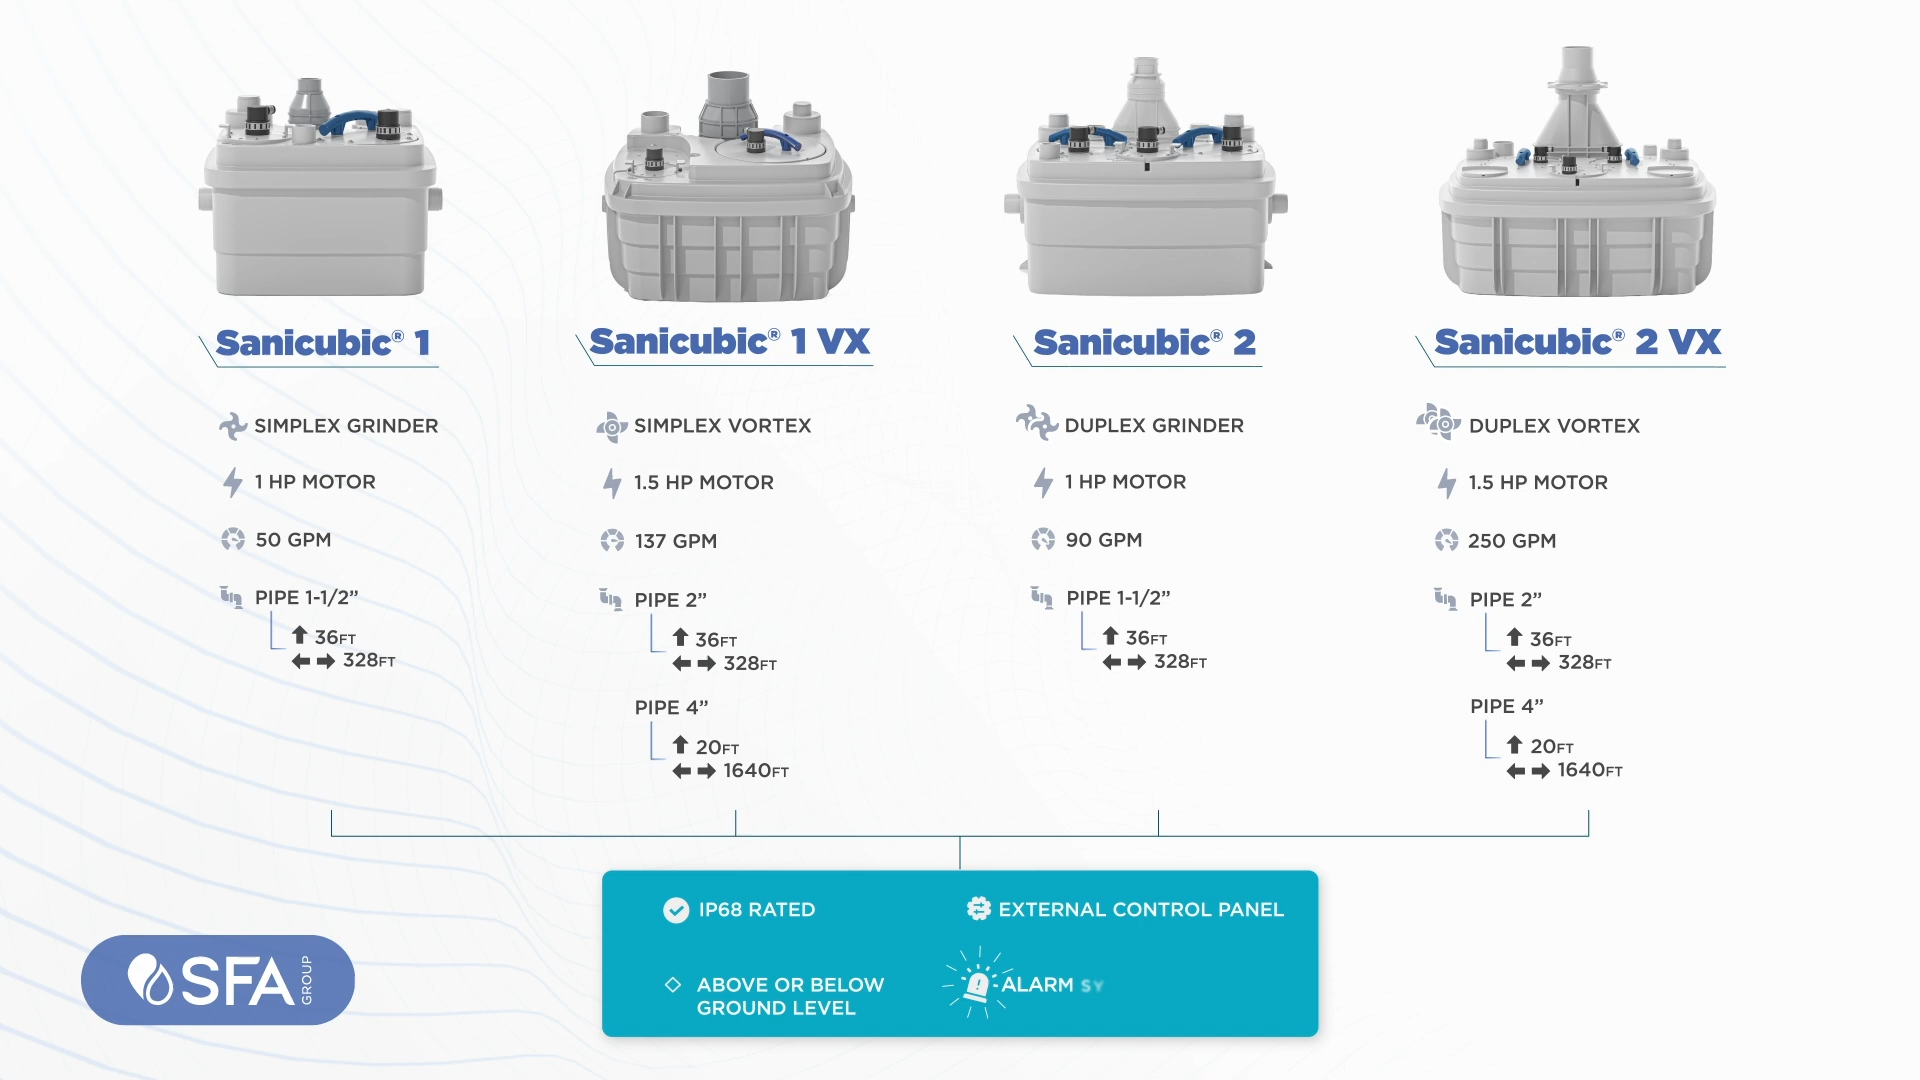 Sanicubic® 1
SIMPLEX GRINDER
1 HP MOTOR
50 GPM
PIPE 1-1/2”
36FT
328FT
Sanicubic® 1 VX
SIMPLEX VORTEX
1.5 HP MOTOR
137 GPM
PIPE 2”
36FT
328FT
PIPE 4”
20FT
1640FT
Sanicubic® 2
DUPLEX GRINDER
1 HP MOTOR
90 GPM
PIPE 1-1/2”
36FT
328FT
Sanicubic® 2 VX
DUPLEX VORTEX
1.5 HP MOTOR
250 GPM
PIPE 2”
36FT
328FT
PIPE 4”
20FT
1640FT
IP68 RATED
EXTERNAL CONTROL PANEL
ABOVE OR BELOW
GROUND LEVEL
ALARM SY
SFA GROUP